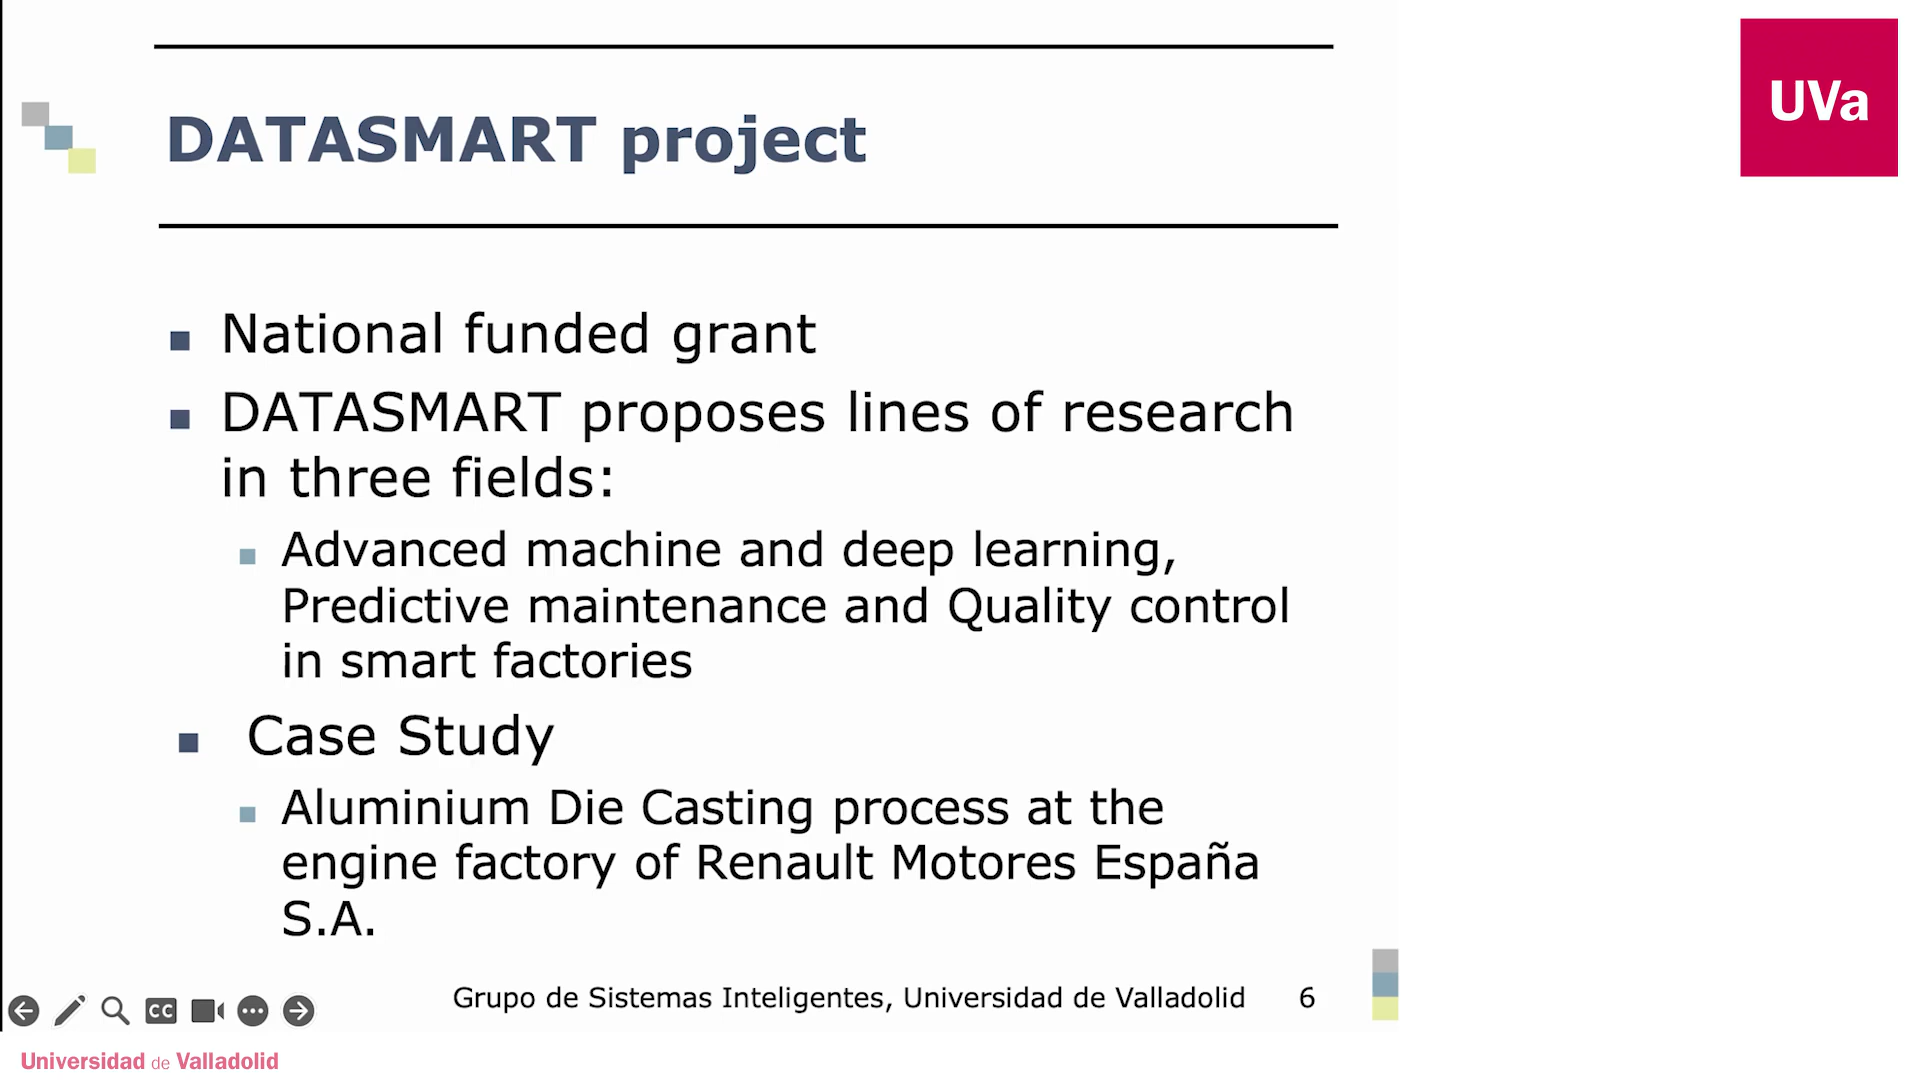 UVa
DATASMART project
National funded grant
DATASMART proposes lines of research
in three fields:
Advanced machine and deep learning,
Predictive maintenance and Quality control
in smart factories
Case Study
Aluminium Die Casting process at the
engine factory of Renault Motores España
S.A.
CC
Grupo de Sistemas Inteligentes, Universidad de Valladolid 6
Universidad de Valladolid